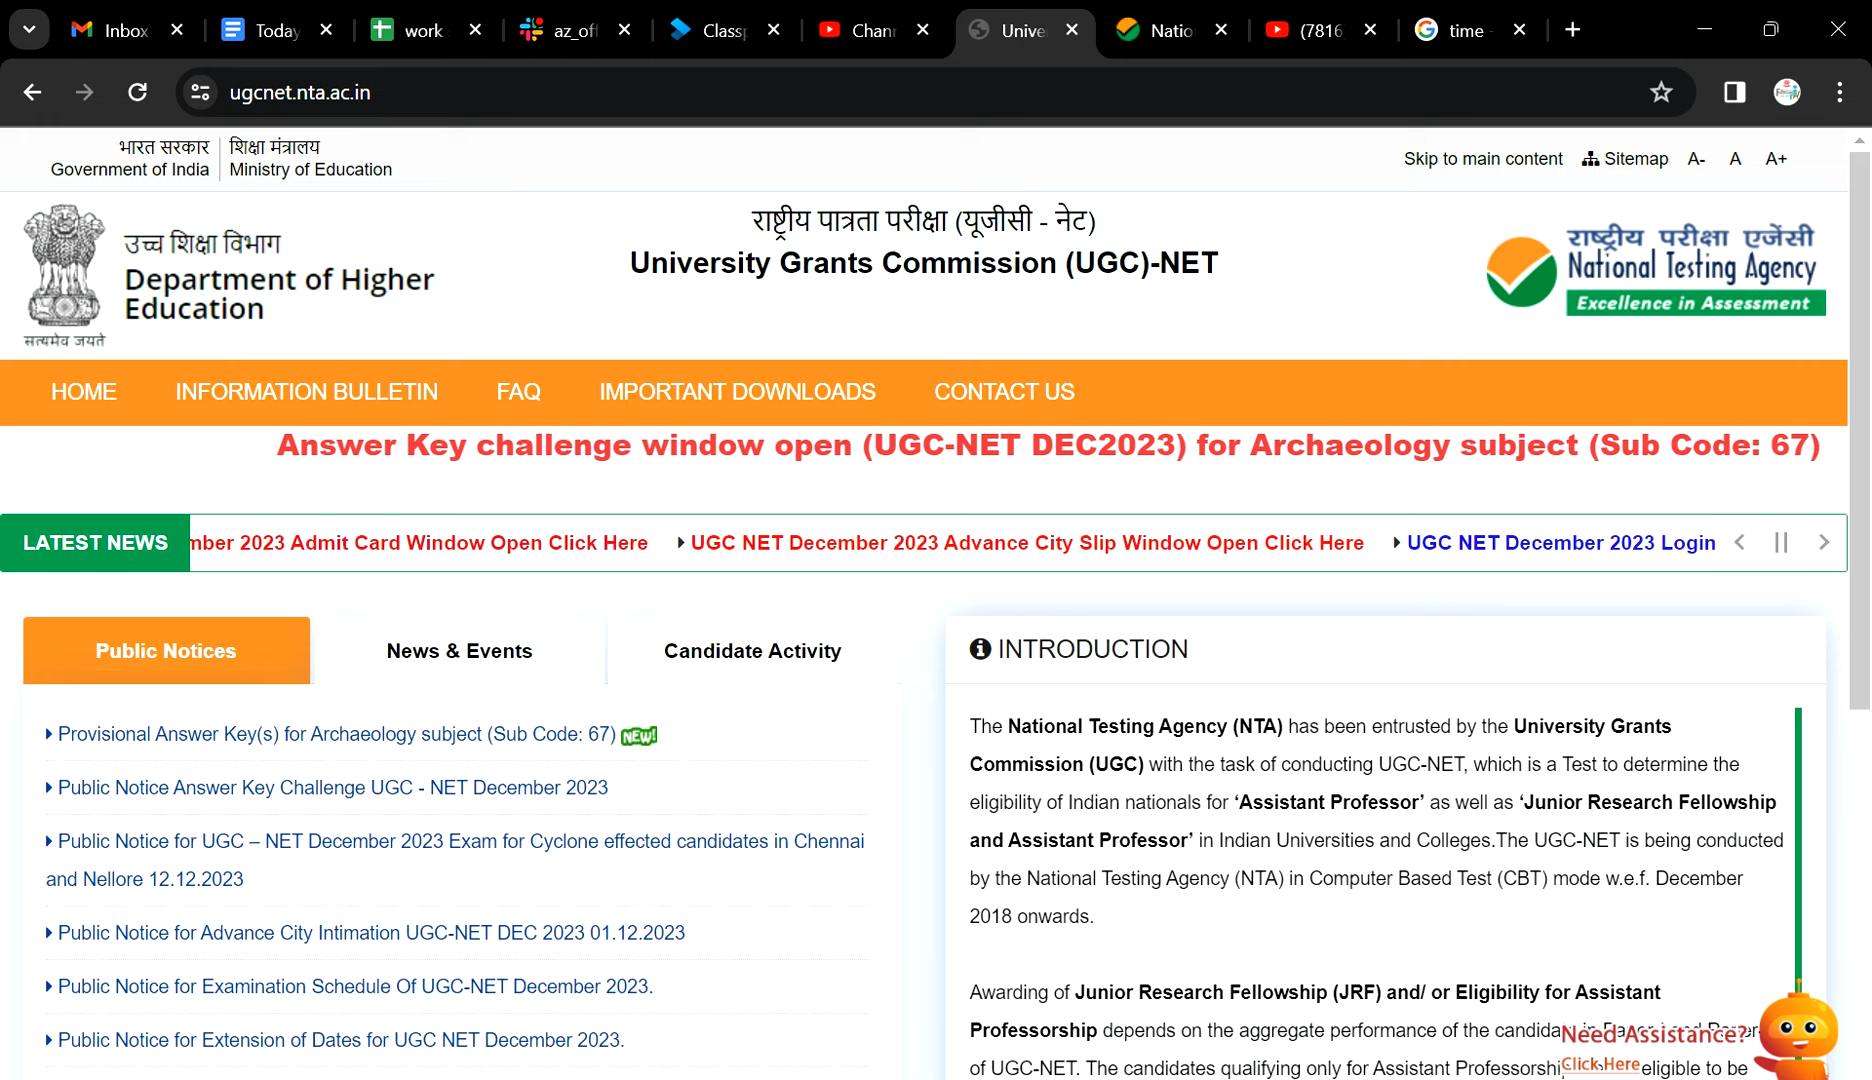 Inbox
Today
work
az_off
Classp
Chann
Unive
Natio
(7816
time -
ugcnet.nta.ac.in
भारत सरकार
Government of India
शिक्षा मंत्रालय
Ministry of Education
Skip to main content Sitemap A- A A+
सत्यमेव जयते
उच्च शिक्षा विभाग
Department of Higher
Education
राष्ट्रीय पात्रता परीक्षा (यूजीसी - नेट)
University Grants Commission (UGC)-NET
राष्ट्रीय परीक्षा एजेंसी
National Testing Agency
Excellence in Assessment
HOME INFORMATION BULLETIN FAQ IMPORTANT DOWNLOADS CONTACT US
Answer Key challenge window open (UGC-NET DEC2023) for Archaeology subject (Sub Code: 67)
LATEST NEWS mber 2023 Admit Card Window Open Click Here UGC NET December 2023 Advance City Slip Window Open Click Here UGC NET December 2023 Login
Public Notices News & Events Candidate Activity
Provisional Answer Key(s) for Archaeology subject (Sub Code: 67) NEW!
Public Notice Answer Key Challenge UGC - NET December 2023
Public Notice for UGC – NET December 2023 Exam for Cyclone effected candidates in Chennai
and Nellore 12.12.2023
Public Notice for Advance City Intimation UGC-NET DEC 2023 01.12.2023
Public Notice for Examination Schedule Of UGC-NET December 2023.
Public Notice for Extension of Dates for UGC NET December 2023.
INTRODUCTION
The National Testing Agency (NTA) has been entrusted by the University Grants
Commission (UGC) with the task of conducting UGC-NET, which is a Test to determine the
eligibility of Indian nationals for ‘Assistant Professor’ as well as ‘Junior Research Fellowship
and Assistant Professor’ in Indian Universities and Colleges.The UGC-NET is being conducted
by the National Testing Agency (NTA) in Computer Based Test (CBT) mode w.e.f. December
2018 onwards.
Awarding of Junior Research Fellowship (JRF) and/ or Eligibility for Assistant
Professorship depends on the aggregate performance of the candida
of UGC-NET. The candidates qualifying only for Assistant Professorshi eligible to be
Need Assistance?
Click Here